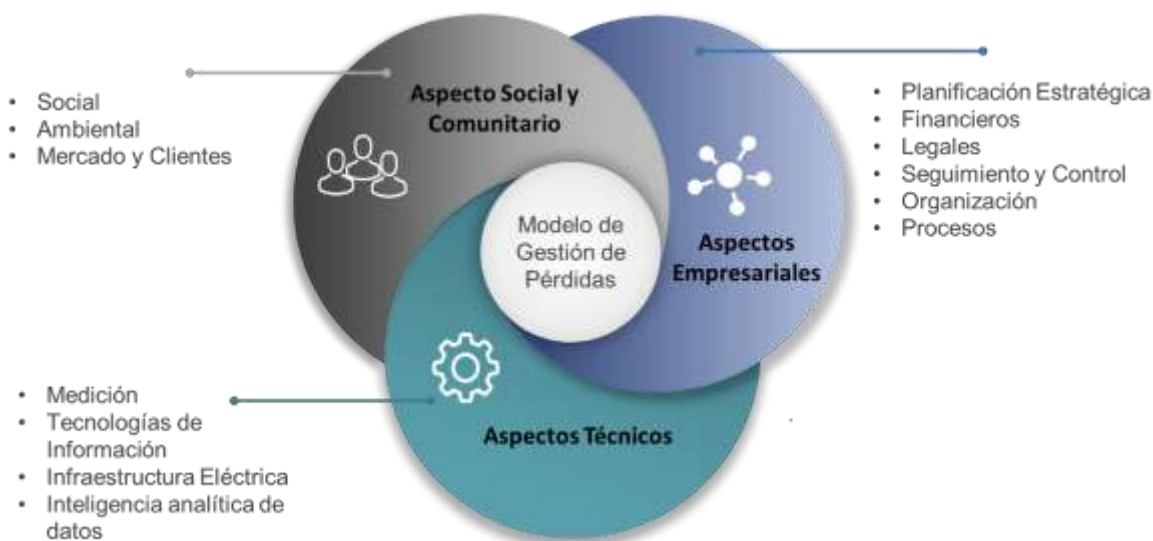 Aspecto Social y
Comunitario
• Social
• Ambiental
• Mercado y Clientes
Aspectos
Empresariales
• Planificación Estratégica
• Financieros
• Legales
• Seguimiento y Control
• Organización
• Procesos
Modelo de
Gestión de
Pérdidas
Aspectos Técnicos
• Medición
• Tecnologías de
Información
• Infraestructura Eléctrica
• Inteligencia analítica de
datos